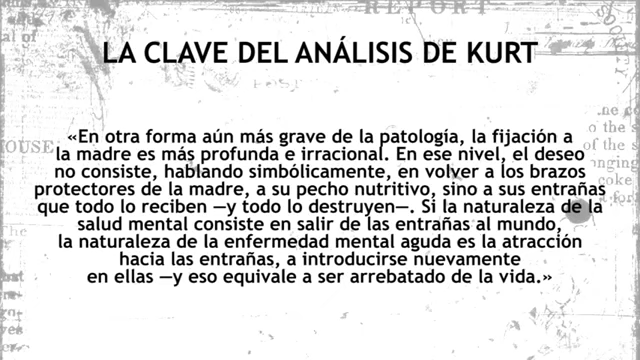 REPORT
LA CLAVE DEL ANÁLISIS DE KURT
«En otra forma aún más grave de la patología, la fijación a
la madre es más profunda e irracional. En ese nivel, el deseo
no consiste, hablando simbólicamente, en volver a los brazos
protectores de la madre, a su pecho nutritivo, sino a sus entrañas
que todo lo reciben —y todo lo destruyen—. Si la naturaleza de la
salud mental consiste en salir de las entrañas al mundo,
la naturaleza de la enfermedad mental aguda es la atracción
hacia las entrañas, a introducirse nuevamente
en ellas —y eso equivale a ser arrebatado de la vida.»